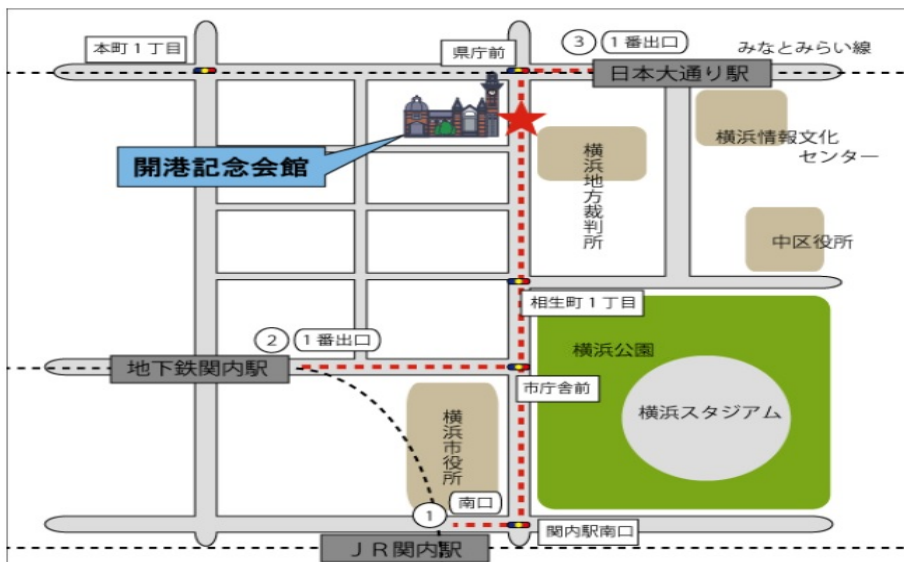 本町１丁目
県庁前
③
１番出口
みなとみらい線
日本大通り駅
開港記念会館
横浜地方裁判所
横浜情報文化
センター
中区役所
相生町１丁目
②
１番出口
地下鉄関内駅
市庁舎前
横浜公園
横浜スタジアム
横浜市役所
①
南口
関内駅南口
ＪＲ関内駅